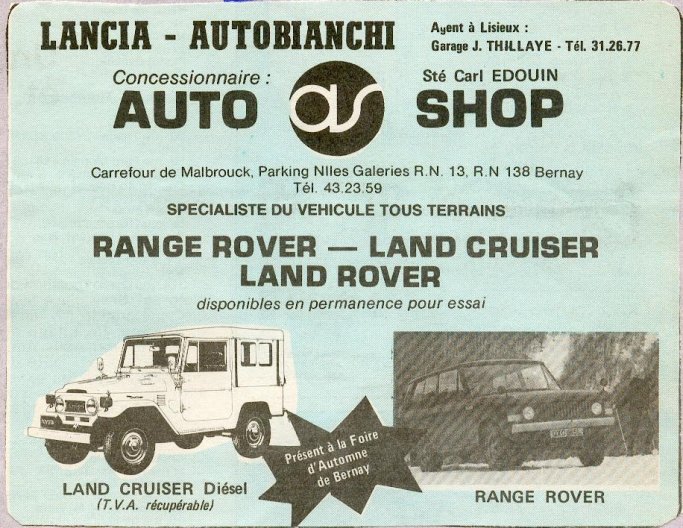 LANCIA - AUTOBIANCHI
Agent à Lisieux :
Garage J. THILLAYE - Tél. 31.26.77
Concessionnaire :
Sté Carl EDOUIN
AUTO as SHOP
Carrefour de Malbrouck, Parking Nlles Galeries R.N. 13, R.N 138 Bernay
Tél. 43.23.59
SPECIALISTE DU VEHICULE TOUS TERRAINS
RANGE ROVER — LAND CRUISER
LAND ROVER
disponibles en permanence pour essai
Présent à la Foire
d'Automne
de Bernay
LAND CRUISER Diésel
(T.V.A. récupérable)
RANGE ROVER